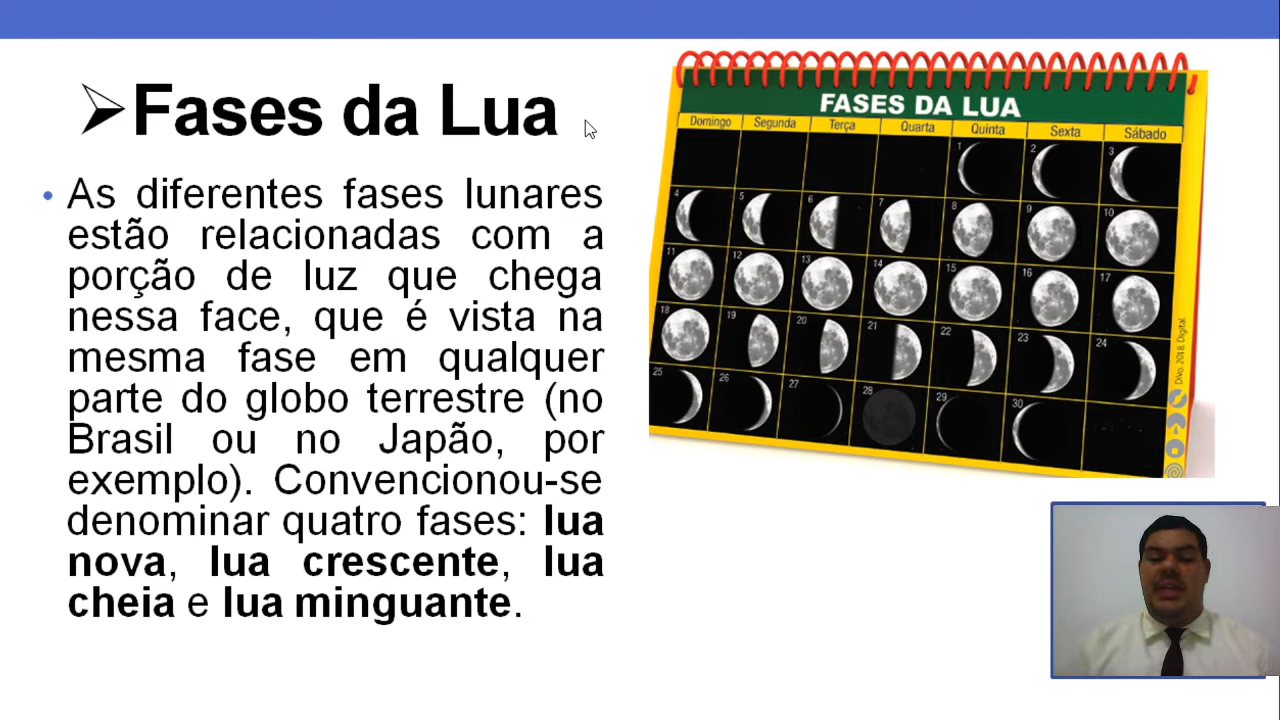 Fases da Lua
As diferentes fases lunares
estão relacionadas com a
porção de luz que chega
nessa face, que é vista na
mesma fase em qualquer
parte do globo terrestre (no
Brasil ou no Japão, por
exemplo). Convencionou-se
denominar quatro fases: lua
nova, lua crescente, lua
cheia e lua minguante.
FASES DA LUA
Domingo Segunda Terça Quarta Quinta Sexta Sábado
1 2 3
4 5 6 7 8 9 10
11 12 13 14 15 16 17
18 19 20 21 22 23 24
25 26 27 28 29 30
DIVO. 2018. Digital.